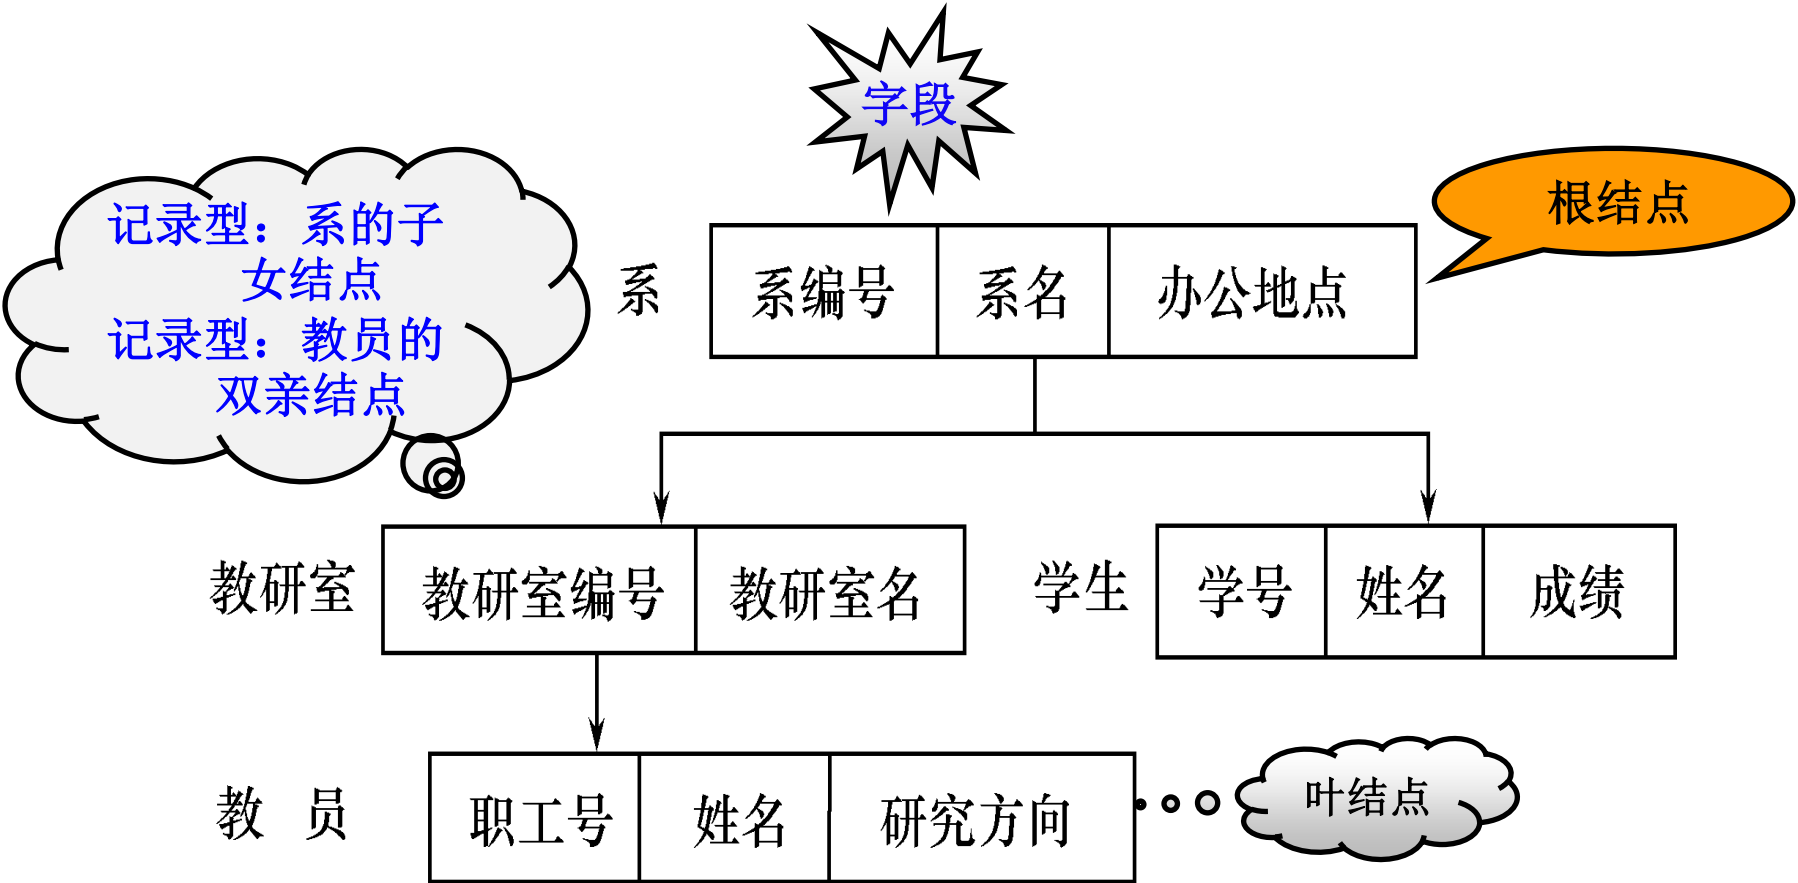 字段
根结点
记录型：系的子
女结点
记录型：教员的
双亲结点
系 系编号 系名 办公地点
教研室 教研室编号 教研室名
学生 学号 姓名 成绩
教 员 职工号 姓名 研究方向
叶结点